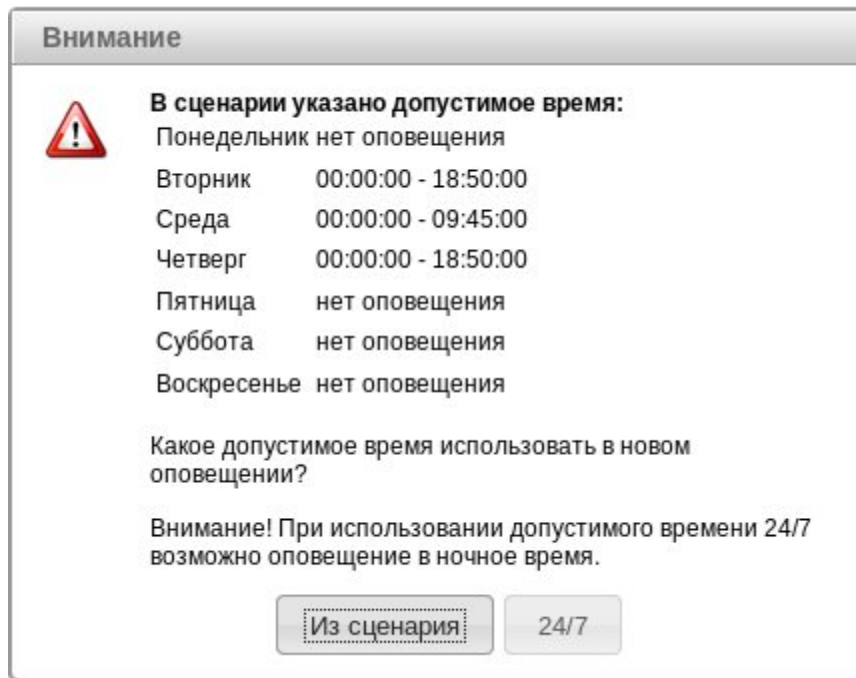 Внимание
В сценарии указано допустимое время:
Понедельник нет оповещения
Вторник 00:00:00 - 18:50:00
Среда 00:00:00 - 09:45:00
Четверг 00:00:00 - 18:50:00
Пятница нет оповещения
Суббота нет оповещения
Воскресенье нет оповещения
Какое допустимое время использовать в новом
оповещении?
Внимание! При использовании допустимого времени 24/7
возможно оповещение в ночное время.
Из сценария 24/7